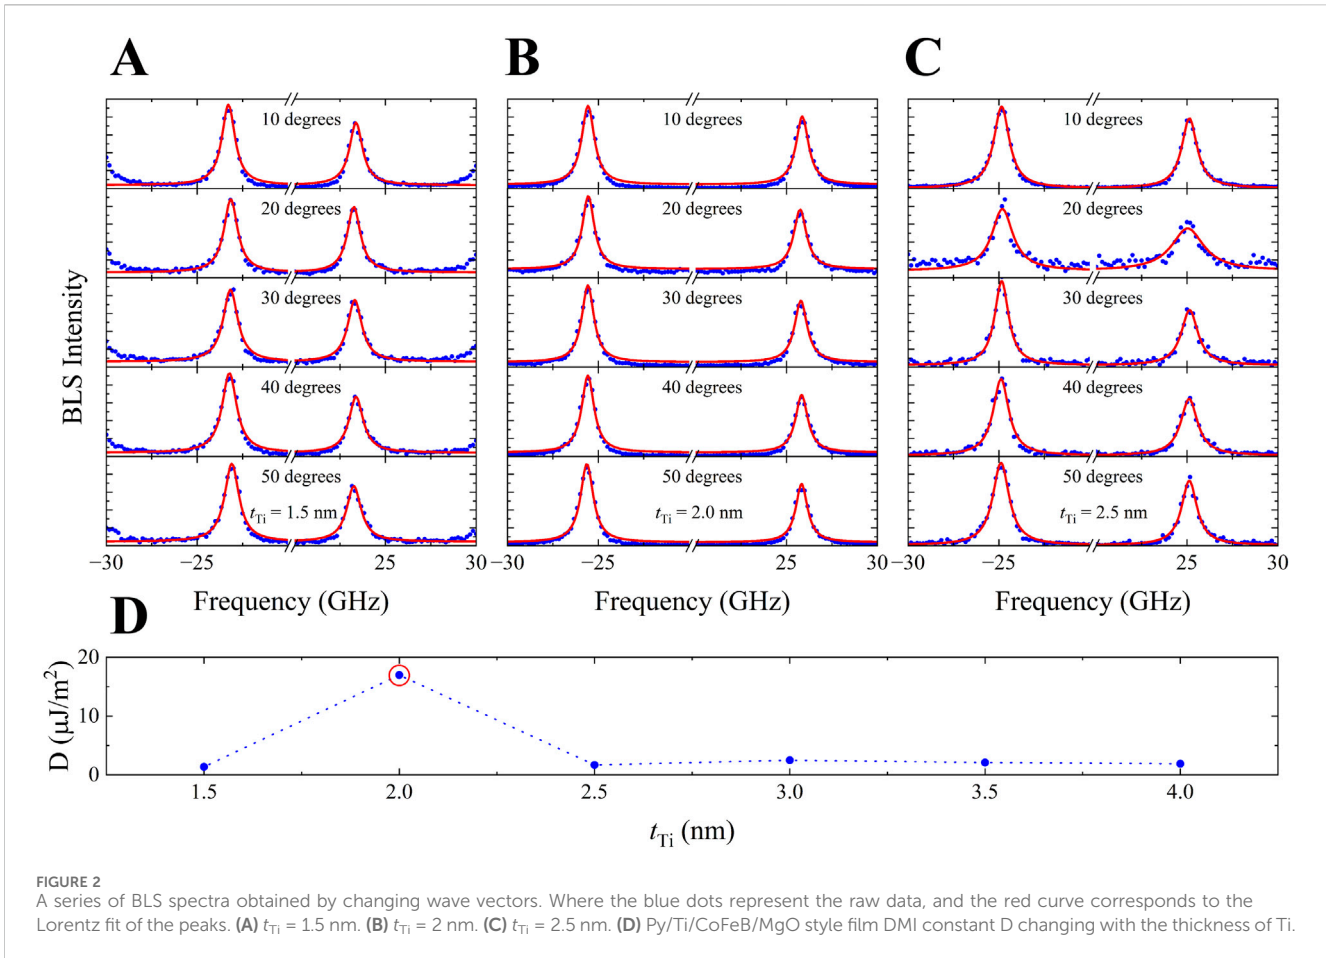 A
B
C
10 degrees
10 degrees
10 degrees
20 degrees
20 degrees
20 degrees
30 degrees
30 degrees
30 degrees
40 degrees
40 degrees
40 degrees
50 degrees
50 degrees
50 degrees
tTi = 1.5 nm
tTi = 2.0 nm
tTi = 2.5 nm
BLS Intensity
−30 −25 25 30
−30 −25 25 30
−30 −25 25 30
Frequency (GHz)
Frequency (GHz)
Frequency (GHz)
D
20
10
0
D (μJ/m²)
1.5 2.0 2.5 3.0 3.5 4.0
tTi (nm)
FIGURE 2
A series of BLS spectra obtained by changing wave vectors. Where the blue dots represent the raw data, and the red curve corresponds to the
Lorentz fit of the peaks. (A) tTi = 1.5 nm. (B) tTi = 2 nm. (C) tTi = 2.5 nm. (D) Py/Ti/CoFeB/MgO style film DMI constant D changing with the thickness of Ti.